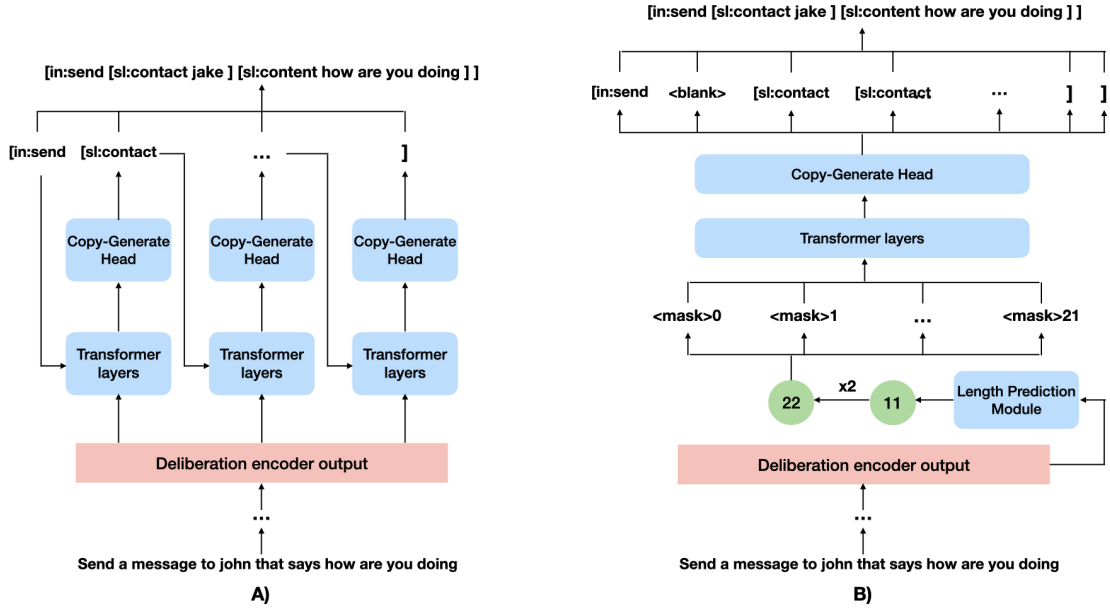 [in:send [sl:contact jake ] [sl:content how are you doing ] ]
[in:send [sl:contact ... ]
Copy-Generate Head
Copy-Generate Head
Copy-Generate Head
Transformer layers
Transformer layers
Transformer layers
Deliberation encoder output
...
Send a message to john that says how are you doing
A)
[in:send [sl:contact jake ] [sl:content how are you doing ] ]
[in:send <blank> [sl:contact [sl:contact ... ... ] ]
Copy-Generate Head
Transformer layers
<mask>0 <mask>1 ... <mask>21
22 x2 11 Length Prediction Module
Deliberation encoder output
...
Send a message to john that says how are you doing
B)